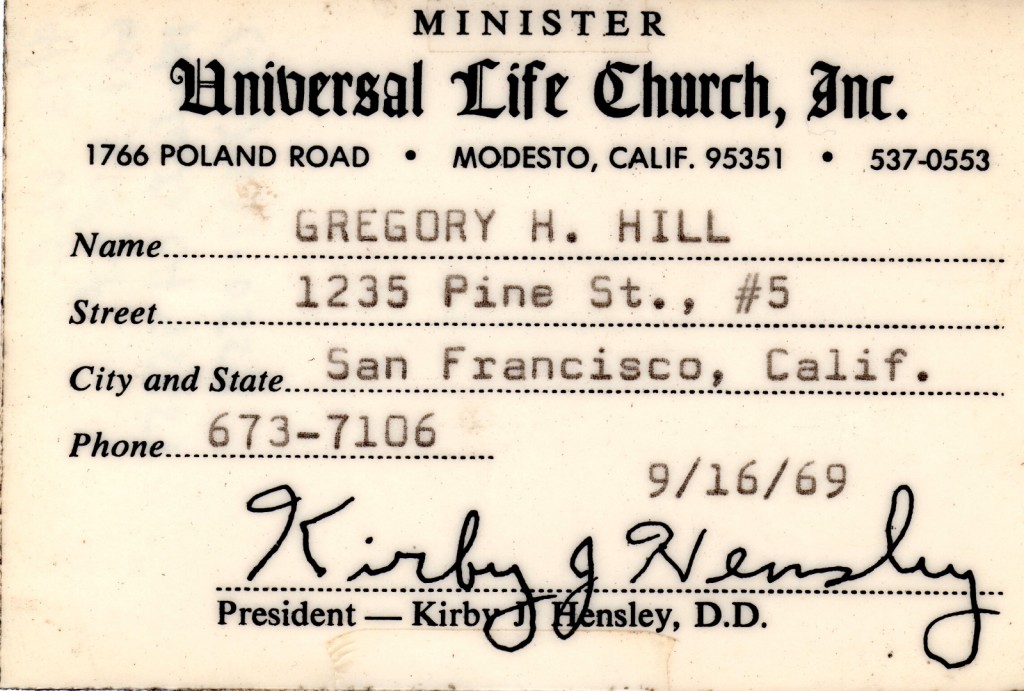 MINISTER
Universal Life Church, Inc.
1766 POLAND ROAD • MODESTO, CALIF. 95351 • 537-0553
Name GREGORY H. HILL
Street 1235 Pine St., #5
City and State San Francisco, Calif.
Phone 673-7106
9/16/69
Kirby J Hensley
President — Kirby J. Hensley, D.D.